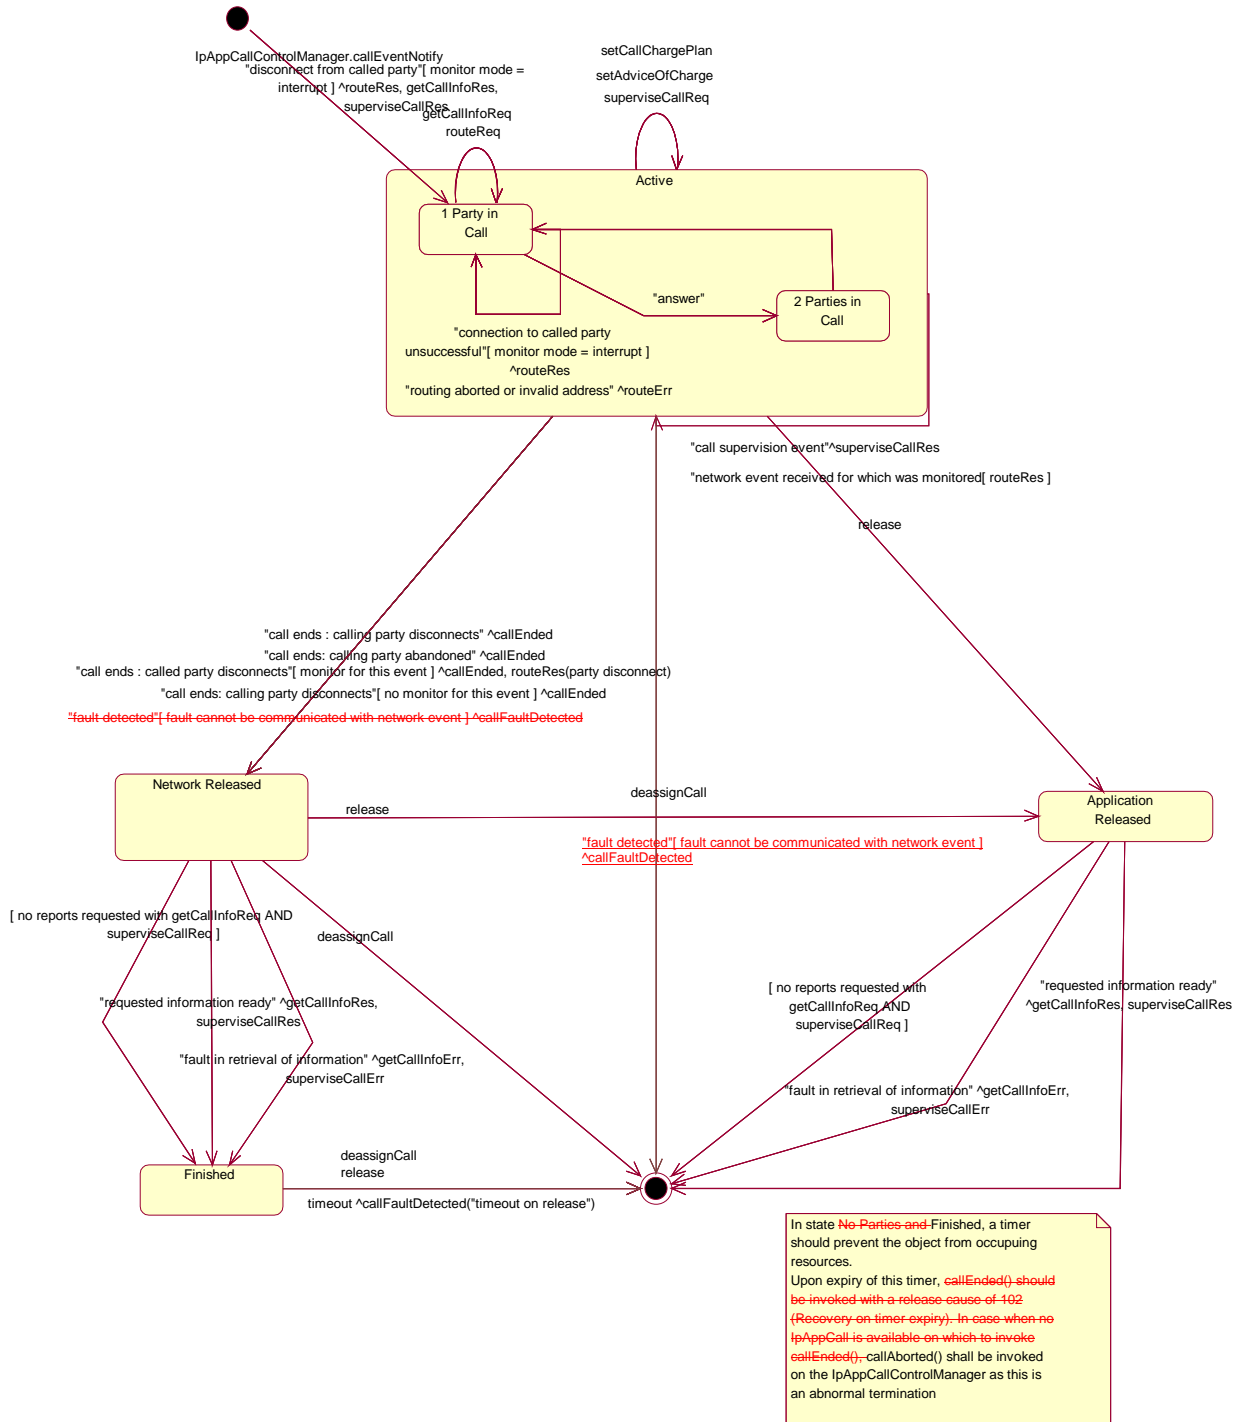 IpAppCallControlManager.callEventNotify
"disconnect from called party"[ monitor mode =
interrupt ] ^routeRes, getCallInfoRes,
superviseCallRes
getCallInfoReq
routeReq
setCallChargePlan
setAdviceOfCharge
superviseCallReq
Active
1 Party in
Call
"answer"
2 Parties in
Call
"connection to called party
unsuccessful"[ monitor mode = interrupt ]
^routeRes
"routing aborted or invalid address" ^routeErr
"call supervision event"^superviseCallRes
"network event received for which was monitored[ routeRes ]
release
"call ends : calling party disconnects" ^callEnded
"call ends: calling party abandoned" ^callEnded
"call ends : called party disconnects"[ monitor for this event ] ^callEnded, routeRes(party disconnect)
"call ends: calling party disconnects"[ no monitor for this event ] ^callEnded
"fault detected"[ fault cannot be communicated with network event ] ^callFaultDetected
Network Released
release
deassignCall
Application
Released
"fault detected"[ fault cannot be communicated with network event ]
^callFaultDetected
[ no reports requested with getCallInfoReq AND
superviseCallReq ]
deassignCall
"requested information ready" ^getCallInfoRes,
superviseCallRes
"fault in retrieval of information" ^getCallInfoErr,
superviseCallErr
[ no reports requested with
getCallInfoReq AND
superviseCallReq ]
"requested information ready"
^getCallInfoRes, superviseCallRes
"fault in retrieval of information" ^getCallInfoErr,
superviseCallErr
Finished
deassignCall
release
timeout ^callFaultDetected("timeout on release")
In state No Parties and Finished, a timer
should prevent the object from occupuing
resources.
Upon expiry of this timer, callEnded() should
be invoked with a release cause of 102
(Recovery on timer expiry). In case when no
IpAppCall is available on which to invoke
callEnded(), callAborted() shall be invoked
on the IpAppCallControlManager as this is
an abnormal termination